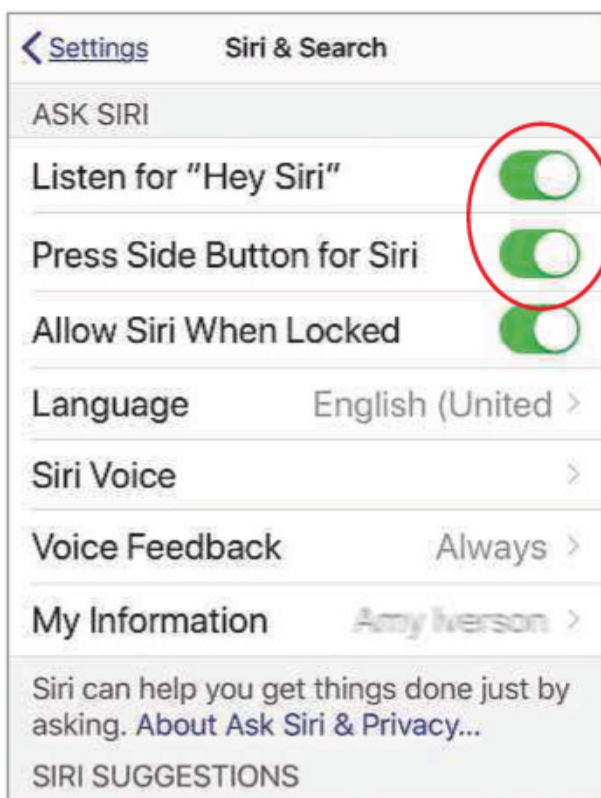 Settings Siri & Search
ASK SIRI
Listen for "Hey Siri"
Press Side Button for Siri
Allow Siri When Locked
Language English (United
Siri Voice
Voice Feedback Always
My Information
Siri can help you get things done just by
asking. About Ask Siri & Privacy...
SIRI SUGGESTIONS